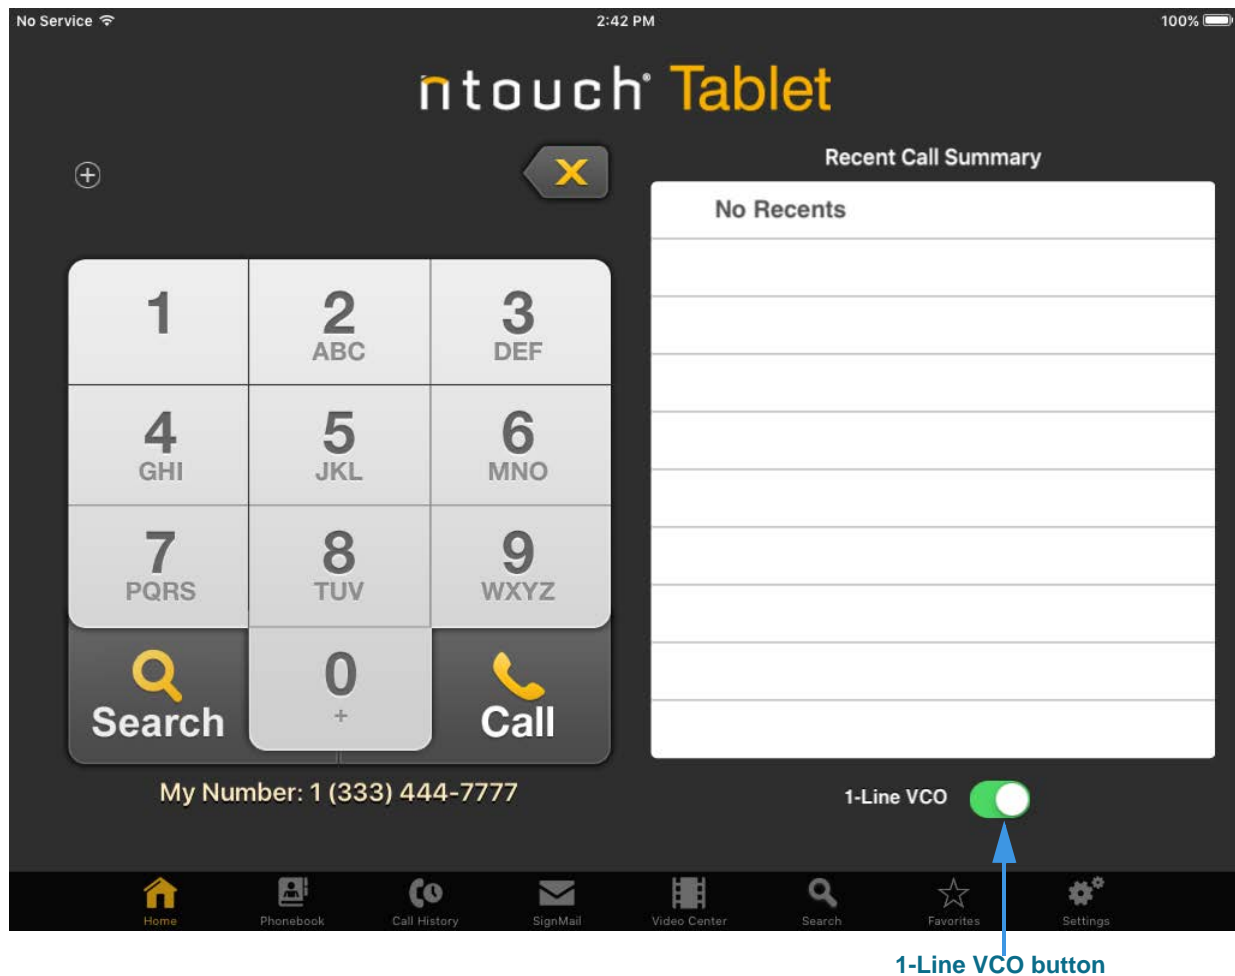 No Service 2:42 PM 100%
ntouch® Tablet
Recent Call Summary
No Recents
1 2 3
ABC DEF
4 5 6
GHI JKL MNO
7 8 9
PQRS TUV WXYZ
0
+
Search Call
My Number: 1 (333) 444-7777
1-Line VCO
Home Phonebook Call History SignMail Video Center Search Favorites Settings
1-Line VCO button